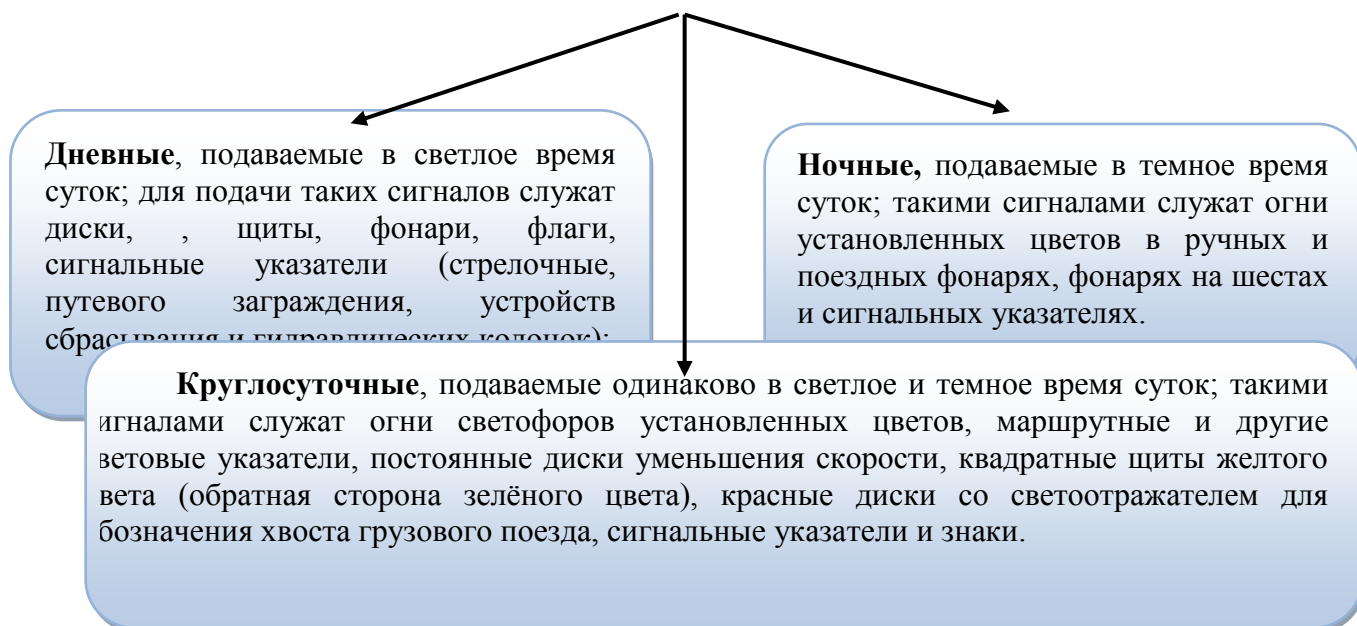 Дневные, подаваемые в светлое время
суток; для подачи таких сигналов служат
диски, , щиты, фонари, флаги,
сигнальные указатели (стрелочные,
путевого заграждения, устройств
сбрасывания и гидравлических колонок);
Ночные, подаваемые в темное время
суток; такими сигналами служат огни
установленных цветов в ручных и
поездных фонарях, фонарях на шестах
и сигнальных указателях.
Круглосуточные, подаваемые одинаково в светлое и темное время суток; такими
игналами служат огни светофоров установленных цветов, маршрутные и другие
ветовые указатели, постоянные диски уменьшения скорости, квадратные щиты желтого
вета (обратная сторона зелёного цвета), красные диски со светоотражателем для
бозначения хвоста грузового поезда, сигнальные указатели и знаки.